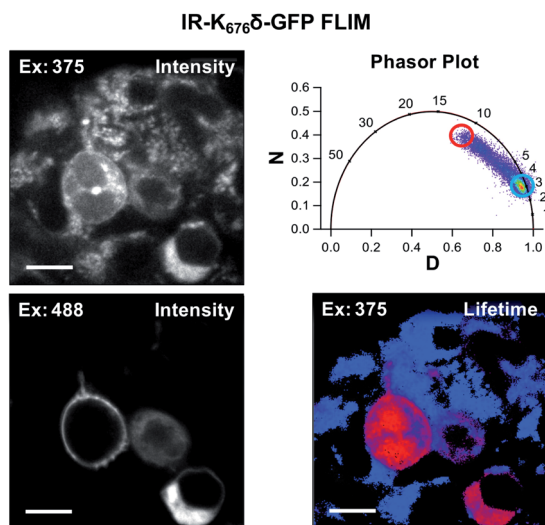 IR-K₆₇₆δ-GFP FLIM
Ex: 375 Intensity
Phasor Plot
N
0.6
0.5
0.4
0.3
0.2
0.1
0.0
50
30
20
15
10
5
4
3
2
0.0 0.2 0.4 0.6 0.8 1.0
D
Ex: 488 Intensity
Ex: 375 Lifetime